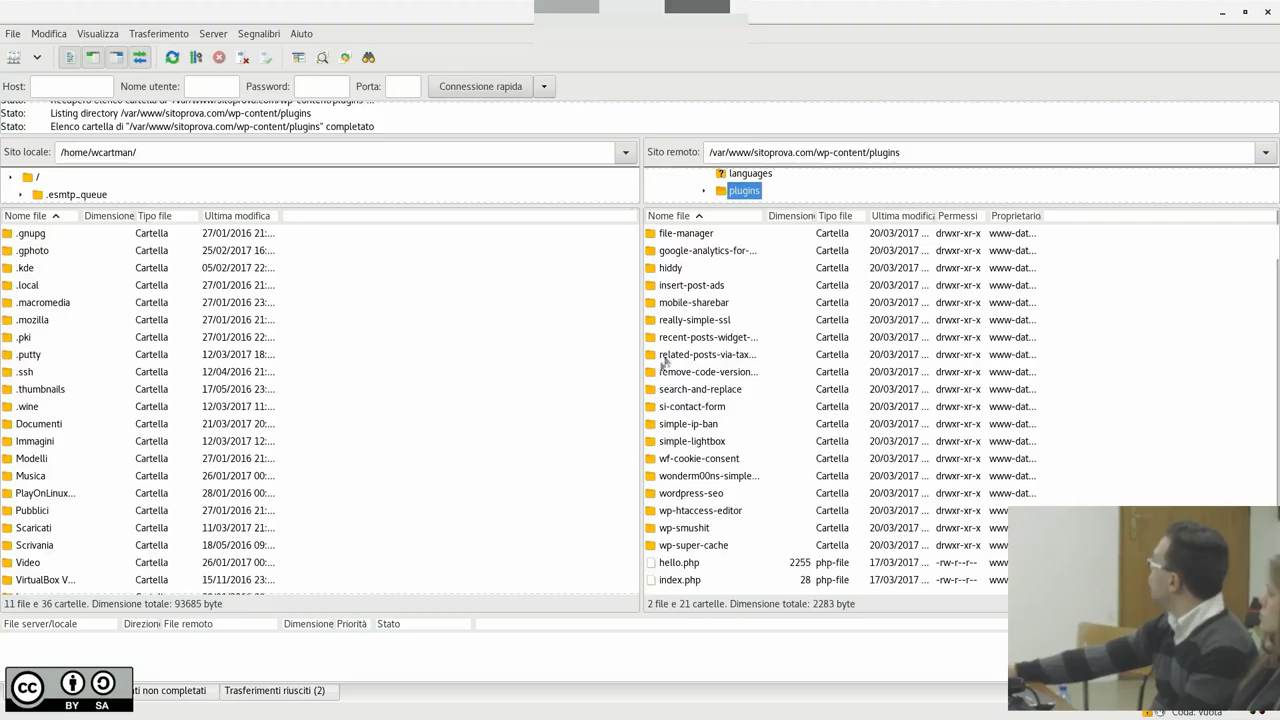 File Modifica Visualizza Trasferimento Server Segnalibri Aiuto
Host: Nome utente: Password: Porta: Connessione rapida
Stato: Recupero elenco cartella di "/var/www/sitoprova.com/wp-content/plugins"...
Stato: Listing directory /var/www/sitoprova.com/wp-content/plugins
Stato: Elenco cartella di "/var/www/sitoprova.com/wp-content/plugins" completato
Sito locale: /home/wcartman/
/
.esmtp_queue
Nome file Dimensione Tipo file Ultima modifica
.gnupg Cartella 27/01/2016 21:...
.gphoto Cartella 25/02/2017 16:...
.kde Cartella 05/02/2017 22:...
.local Cartella 27/01/2016 21:...
.macromedia Cartella 27/01/2016 23:...
.mozilla Cartella 27/01/2016 21:...
.pki Cartella 27/01/2016 22:...
.putty Cartella 12/03/2017 18:...
.ssh Cartella 12/04/2016 21:...
.thumbnails Cartella 17/05/2016 23:...
.wine Cartella 12/03/2017 11:...
Documenti Cartella 21/03/2017 20:...
Immagini Cartella 12/03/2017 12:...
Modelli Cartella 27/01/2016 21:...
Musica Cartella 26/01/2017 00:...
PlayOnLinux... Cartella 28/01/2016 00:...
Pubblici Cartella 27/01/2016 21:...
Scaricati Cartella 11/03/2017 21:...
Scrivania Cartella 18/05/2016 09:...
Video Cartella 26/01/2017 00:...
VirtualBox V... Cartella 15/11/2016 23:...
11 file e 36 cartelle. Dimensione totale: 93685 byte
Sito remoto: /var/www/sitoprova.com/wp-content/plugins
languages
plugins
Nome file Dimensione Tipo file Ultima modifica Permessi Proprietario
file-manager Cartella 20/03/2017 ... drwxr-xr-x www-dat...
google-analytics-for-... Cartella 20/03/2017 ... drwxr-xr-x www-dat...
hiddy Cartella 20/03/2017 ... drwxr-xr-x www-dat...
insert-post-ads Cartella 20/03/2017 ... drwxr-xr-x www-dat...
mobile-sharebar Cartella 20/03/2017 ... drwxr-xr-x www-dat...
really-simple-ssl Cartella 20/03/2017 ... drwxr-xr-x www-dat...
recent-posts-widget-... Cartella 20/03/2017 ... drwxr-xr-x www-dat...
related-posts-via-tax... Cartella 20/03/2017 ... drwxr-xr-x www-dat...
remove-code-version... Cartella 20/03/2017 ... drwxr-xr-x www-dat...
search-and-replace Cartella 20/03/2017 ... drwxr-xr-x www-dat...
si-contact-form Cartella 20/03/2017 ... drwxr-xr-x www-dat...
simple-ip-ban Cartella 20/03/2017 ... drwxr-xr-x www-dat...
simple-lightbox Cartella 20/03/2017 ... drwxr-xr-x www-dat...
wf-cookie-consent Cartella 20/03/2017 ... drwxr-xr-x www-dat...
wonderm00ns-simple... Cartella 20/03/2017 ... drwxr-xr-x www-dat...
wordpress-seo Cartella 20/03/2017 ... drwxr-xr-x www-dat...
wp-htaccess-editor Cartella 20/03/2017 ... drwxr-xr-x
wp-smushit Cartella 20/03/2017 ... drwxr-xr-x
wp-super-cache Cartella 20/03/2017 ... drwxr-xr-x
hello.php 2255 php-file 17/03/2017 ... -rw-r--r--
index.php 28 php-file 17/03/2017 ... -rw-r--r--
2 file e 21 cartelle. Dimensione totale: 2283 byte
File server/locale Direzion File remoto Dimensione Priorità Stato
ti non completati Trasferimenti riusciti (2)
Coda: vuota
cc BY SA